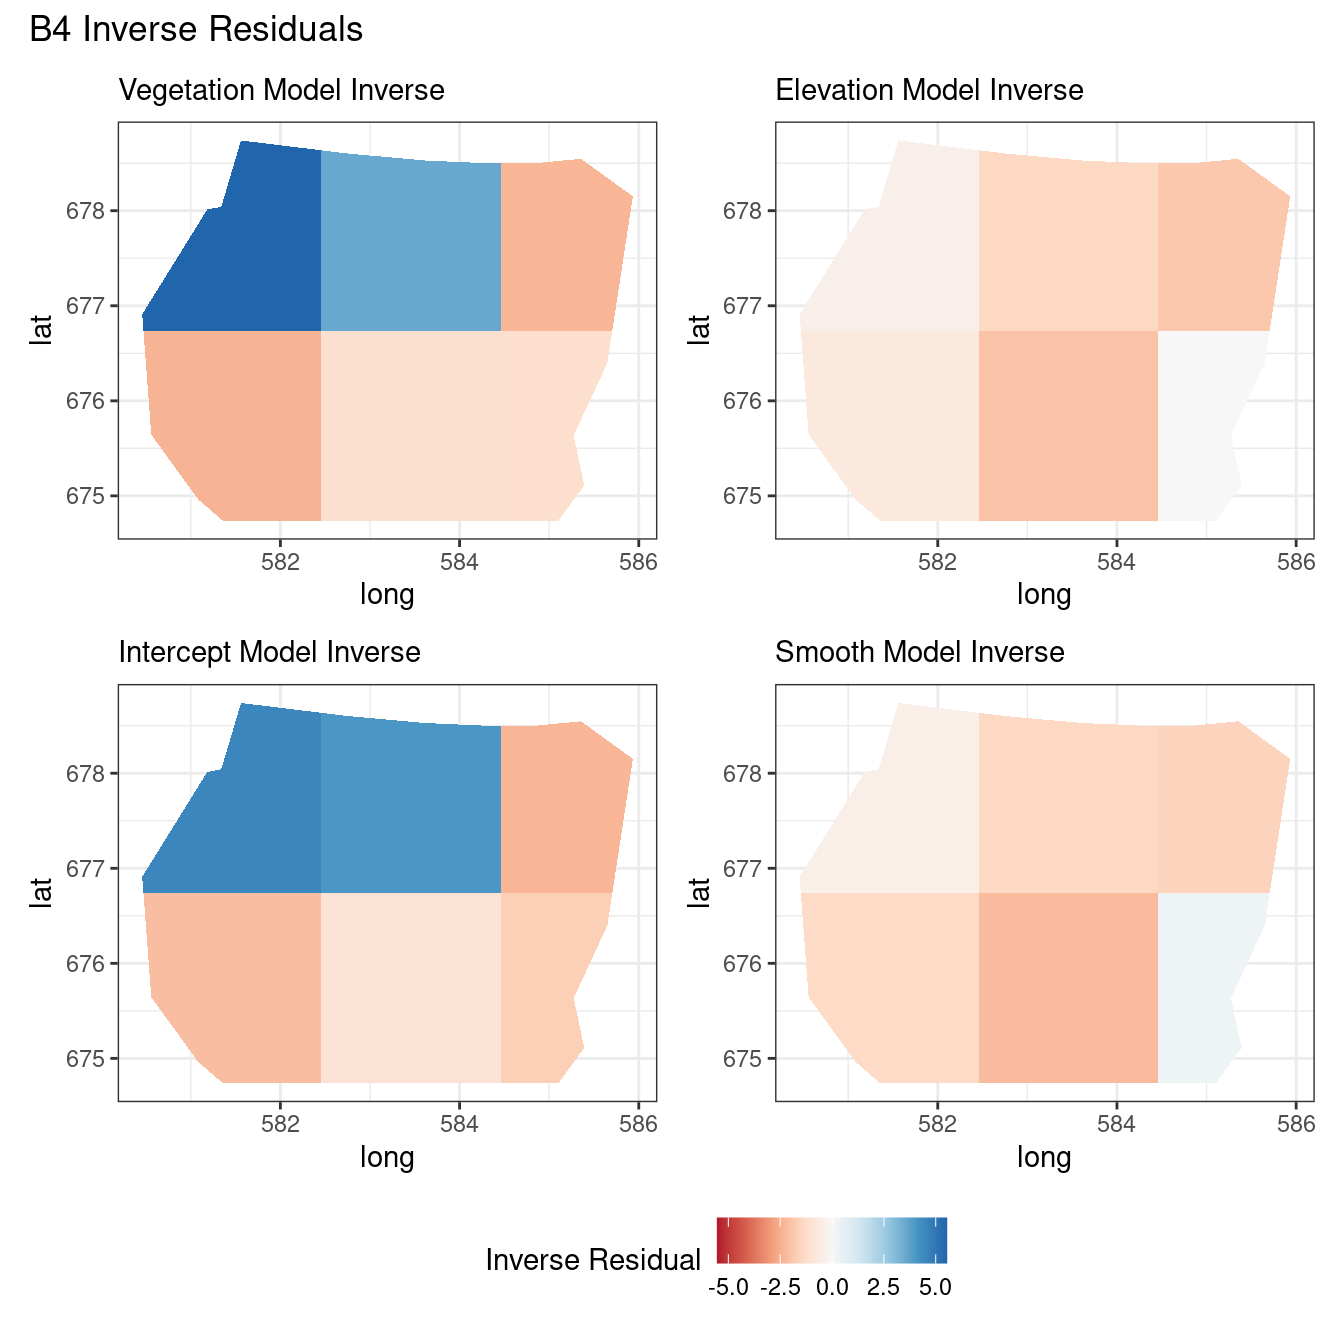 B4 Inverse Residuals
Vegetation Model Inverse
Elevation Model Inverse
lat
678
677
676
675
582 584 586
long
lat
678
677
676
675
582 584 586
long
Intercept Model Inverse
Smooth Model Inverse
lat
678
677
676
675
582 584 586
long
lat
678
677
676
675
582 584 586
long
Inverse Residual
-5.0 -2.5 0.0 2.5 5.0